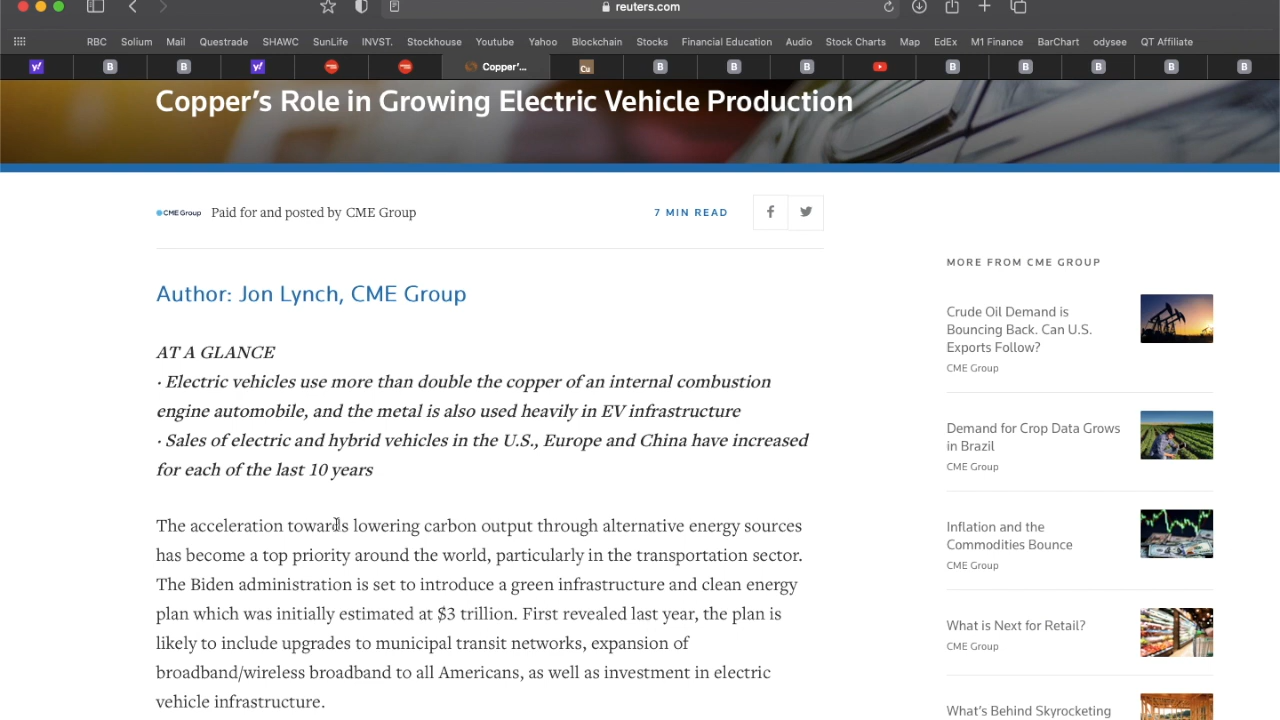 reuters.com
RBC Solium Mail Questrade SHAWC SunLife INVST. Stockhouse Youtube Yahoo Blockchain Stocks Financial Education Audio Stock Charts Map EdEx M1 Finance BarChart odysee QT Affiliate
y! B B y! Copper's... Cu B B B B B B B B
Copper's Role in Growing Electric Vehicle Production
CME Group Paid for and posted by CME Group
7 MIN READ
Author: Jon Lynch, CME Group
AT A GLANCE
· Electric vehicles use more than double the copper of an internal combustion
engine automobile, and the metal is also used heavily in EV infrastructure
· Sales of electric and hybrid vehicles in the U.S., Europe and China have increased
for each of the last 10 years
The acceleration towards lowering carbon output through alternative energy sources
has become a top priority around the world, particularly in the transportation sector.
The Biden administration is set to introduce a green infrastructure and clean energy
plan which was initially estimated at $3 trillion. First revealed last year, the plan is
likely to include upgrades to municipal transit networks, expansion of
broadband/wireless broadband to all Americans, as well as investment in electric
vehicle infrastructure.
MORE FROM CME GROUP
Crude Oil Demand is
Bouncing Back. Can U.S.
Exports Follow?
CME Group
Demand for Crop Data Grows
in Brazil
CME Group
Inflation and the
Commodities Bounce
CME Group
What is Next for Retail?
CME Group
What's Behind Skyrocketing